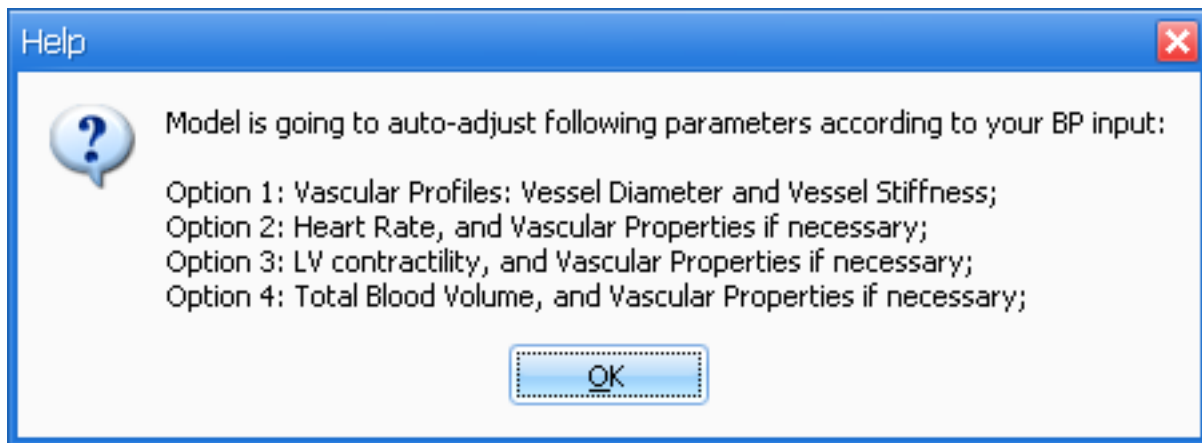 Help
Model is going to auto-adjust following parameters according to your BP input:
Option 1: Vascular Profiles: Vessel Diameter and Vessel Stiffness;
Option 2: Heart Rate, and Vascular Properties if necessary;
Option 3: LV contractility, and Vascular Properties if necessary;
Option 4: Total Blood Volume, and Vascular Properties if necessary;
OK